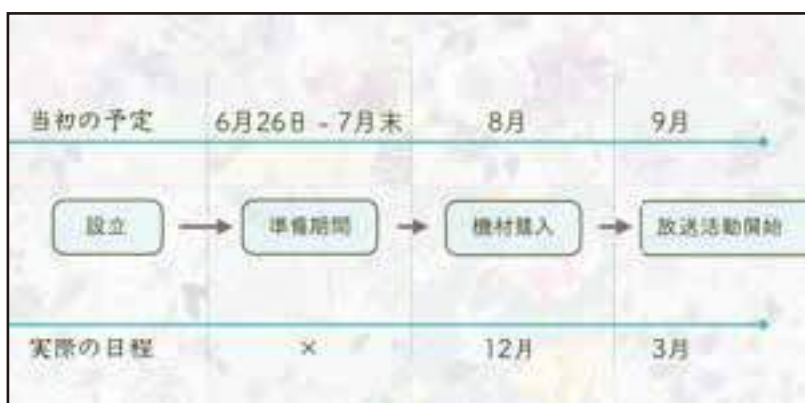 当初の予定 6月26日 - 7月末 8月 9月
設立 準備期間 機材購入 放送活動開始
実際の日程 × 12月 3月